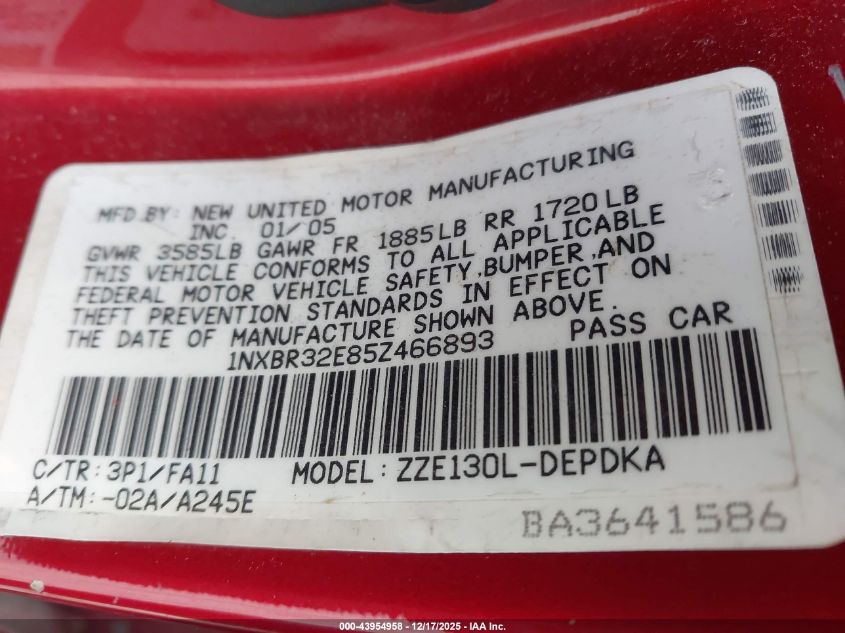 MFD BY: NEW UNITED MOTOR MANUFACTURING
INC. 01/05
GVWR 3585LB GAWR FR 1885LB RR 1720LB
THIS VEHICLE CONFORMS TO ALL APPLICABLE
FEDERAL MOTOR VEHICLE SAFETY,BUMPER,AND
THEFT PREVENTION STANDARDS IN EFFECT ON
THE DATE OF MANUFACTURE SHOWN ABOVE.
1NXBR32E85Z466893 PASS CAR
C/TR: 3P1/FA11 MODEL: ZZE130L-DEPDKA
A/TM: -02A/A245E
BA3641586
000-43954958 - 12/17/2025 - IAA Inc.